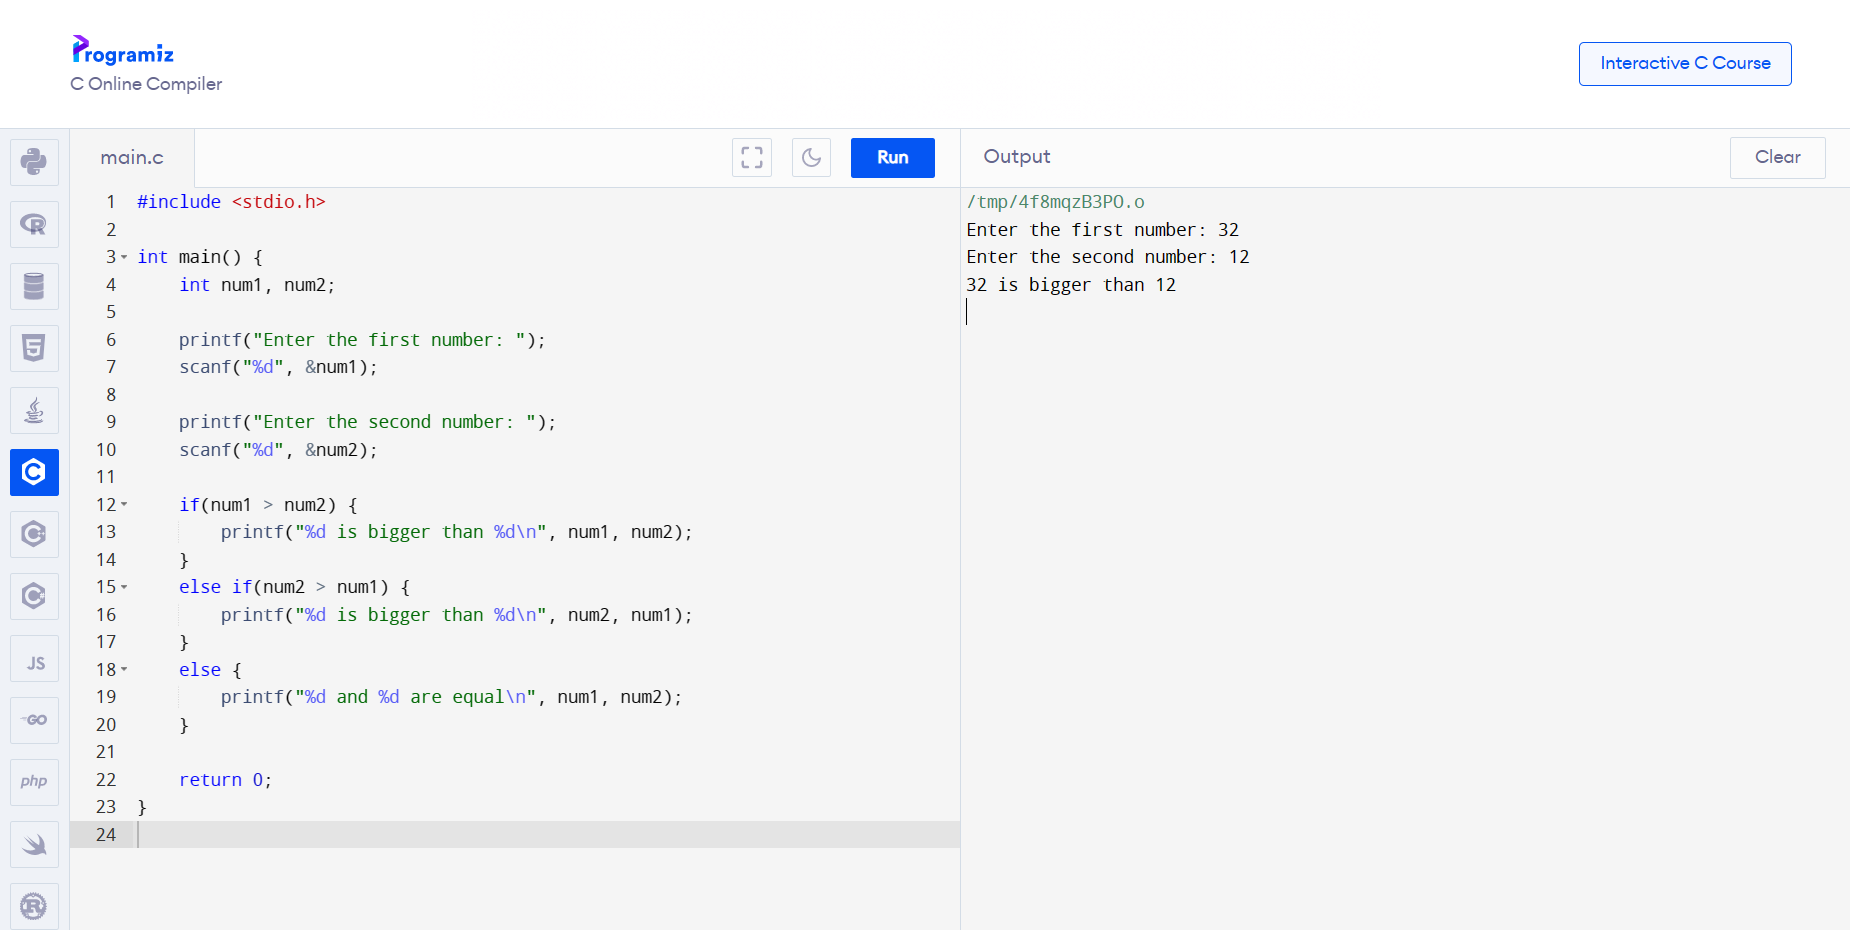 Programiz
C Online Compiler
Interactive C Course
main.c
Run
Output
Clear
1 #include <stdio.h>
2
3 int main() {
4     int num1, num2;
5
6     printf("Enter the first number: ");
7     scanf("%d", &num1);
8
9     printf("Enter the second number: ");
10     scanf("%d", &num2);
11
12     if(num1 > num2) {
13         printf("%d is bigger than %d\n", num1, num2);
14     }
15     else if(num2 > num1) {
16         printf("%d is bigger than %d\n", num2, num1);
17     }
18     else {
19         printf("%d and %d are equal\n", num1, num2);
20     }
21
22     return 0;
23 }
24
/tmp/4f8mqzB3PO.o
Enter the first number: 32
Enter the second number: 12
32 is bigger than 12
R
5
C
C
C
JS
GO
php
R